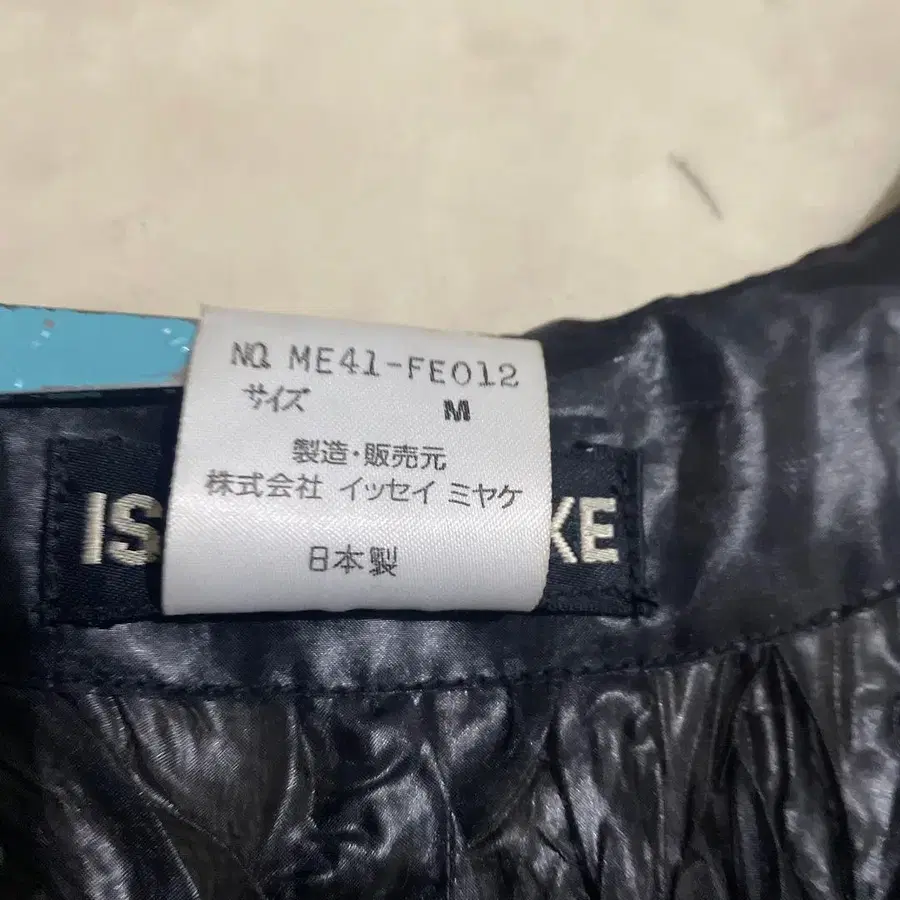 No. ME41-FE012
サイズ M
製造・販売元
株式会社 イッセイ ミヤケ
日本製
IS KE